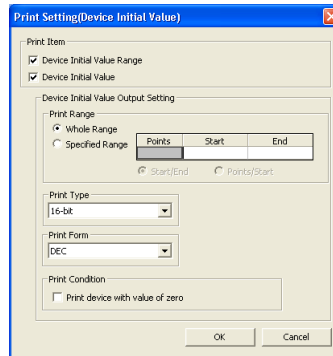 Print Setting(Device Initial Value)
Print Item
Device Initial Value Range
Device Initial Value
Device Initial Value Output Setting
Print Range
Whole Range
Specified Range
Points Start End
Start/End Points/Start
Print Type
16-bit
Print Form
DEC
Print Condition
Print device with value of zero
OK Cancel